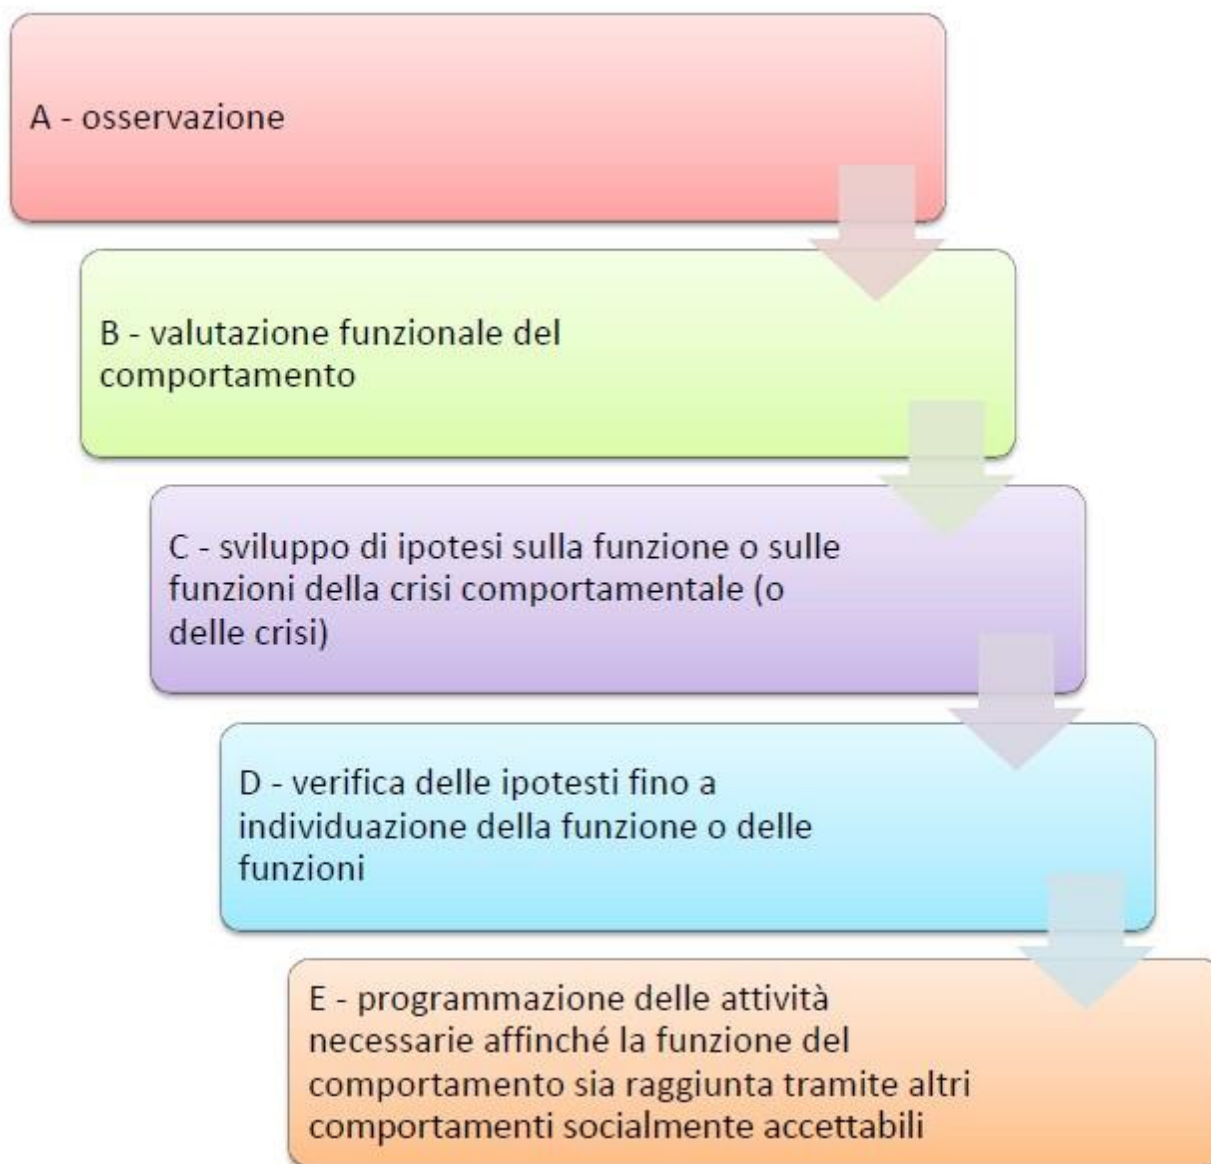 A - osservazione
B - valutazione funzionale del
comportamento
C - sviluppo di ipotesi sulla funzione o sulle
funzioni della crisi comportamentale (o
delle crisi)
D - verifica delle ipotesti fino a
individuazione della funzione o delle
funzioni
E - programmazione delle attività
necessarie affinché la funzione del
comportamento sia raggiunta tramite altri
comportamenti socialmente accettabili